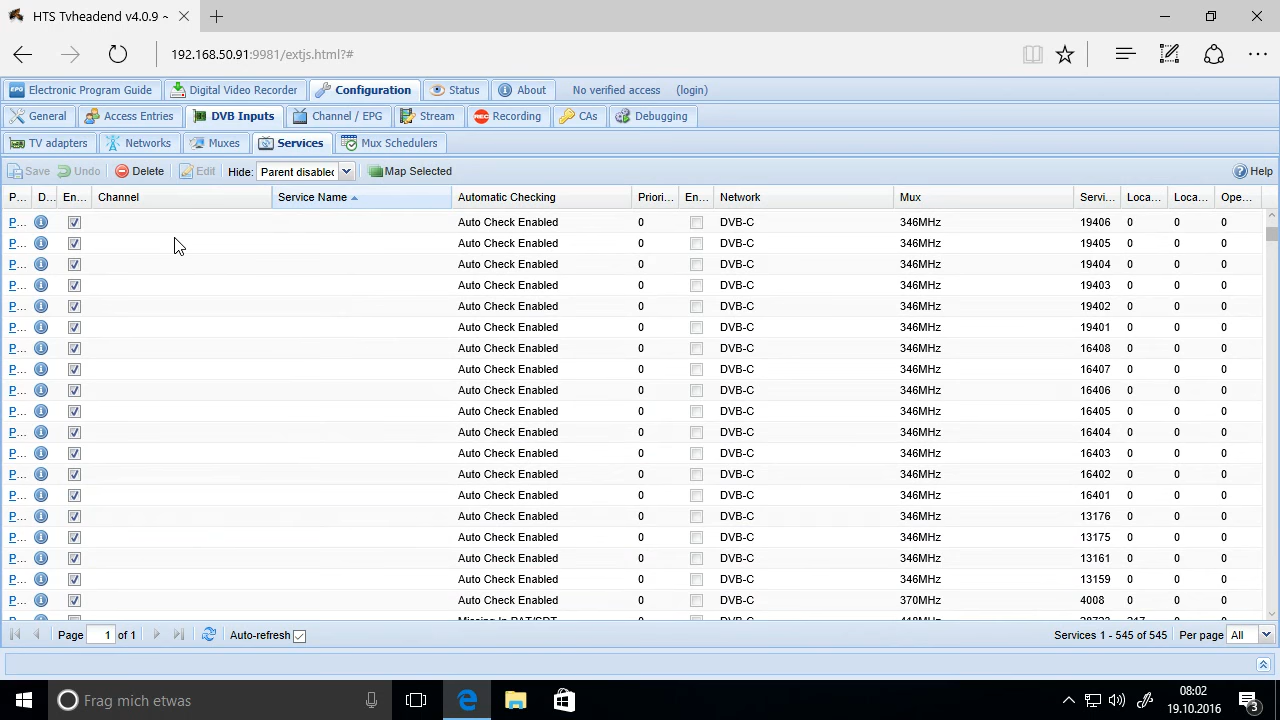 HTS Tvheadend v4.0.9 ~
192.168.50.91:9981/extjs.html?#
Electronic Program Guide Digital Video Recorder Configuration Status About No verified access (login)
General Access Entries DVB Inputs Channel / EPG Stream Recording CAs Debugging
TV adapters Networks Muxes Services Mux Schedulers
Save Undo Delete Edit Hide: Parent disabled Map Selected Help
P... D... En... Channel Service Name Automatic Checking Priori... En... Network Mux Servi... Loca... Loca... Ope...
P... Auto Check Enabled 0 DVB-C 346MHz 19406 0 0 0
P... Auto Check Enabled 0 DVB-C 346MHz 19405 0 0 0
P... Auto Check Enabled 0 DVB-C 346MHz 19404 0 0 0
P... Auto Check Enabled 0 DVB-C 346MHz 19403 0 0 0
P... Auto Check Enabled 0 DVB-C 346MHz 19402 0 0 0
P... Auto Check Enabled 0 DVB-C 346MHz 19401 0 0 0
P... Auto Check Enabled 0 DVB-C 346MHz 16408 0 0 0
P... Auto Check Enabled 0 DVB-C 346MHz 16407 0 0 0
P... Auto Check Enabled 0 DVB-C 346MHz 16406 0 0 0
P... Auto Check Enabled 0 DVB-C 346MHz 16405 0 0 0
P... Auto Check Enabled 0 DVB-C 346MHz 16404 0 0 0
P... Auto Check Enabled 0 DVB-C 346MHz 16403 0 0 0
P... Auto Check Enabled 0 DVB-C 346MHz 16402 0 0 0
P... Auto Check Enabled 0 DVB-C 346MHz 16401 0 0 0
P... Auto Check Enabled 0 DVB-C 346MHz 13176 0 0 0
P... Auto Check Enabled 0 DVB-C 346MHz 13175 0 0 0
P... Auto Check Enabled 0 DVB-C 346MHz 13161 0 0 0
P... Auto Check Enabled 0 DVB-C 346MHz 13159 0 0 0
P... Auto Check Enabled 0 DVB-C 370MHz 4008 0 0 0
Page 1 of 1 Auto-refresh Services 1 - 545 of 545 Per page All
Frag mich etwas
08:02
19.10.2016
3